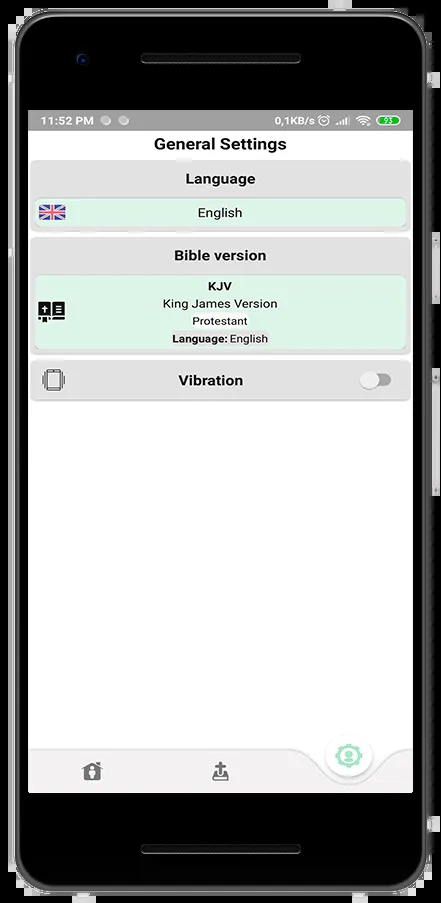 11:52 PM 0,1KB/s 93
General Settings
Language
English
Bible version
KJV
King James Version
Protestant
Language: English
Vibration